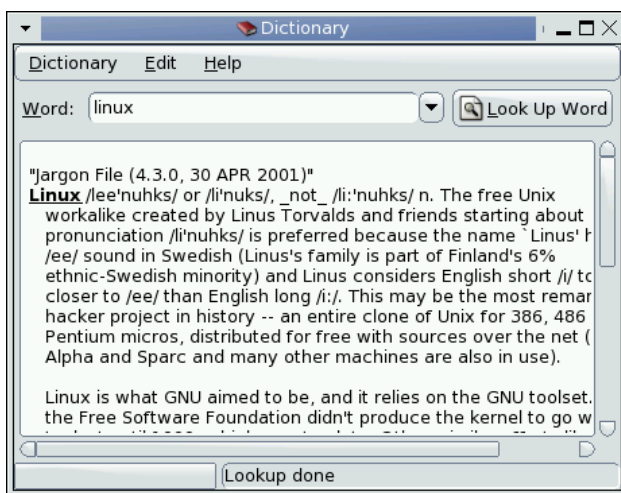 Dictionary
Dictionary Edit Help
Word: linux Look Up Word
"Jargon File (4.3.0, 30 APR 2001)"
Linux /lee'nuhks/ or /li'nuks/, _not_ /li:'nuhks/ n. The free Unix
workalike created by Linus Torvalds and friends starting about
pronunciation /li'nuhks/ is preferred because the name `Linus'
/ee/ sound in Swedish (Linus's family is part of Finland's 6%
ethnic-Swedish minority) and Linus considers English short /i/ to
closer to /ee/ than English long /i:/. This may be the most
hacker project in history -- an entire clone of Unix for 386, 486
Pentium micros, distributed for free with sources over the net (
Alpha and Sparc and many other machines are also in use).
Linux is what GNU aimed to be, and it relies on the GNU toolset.
the Free Software Foundation didn't produce the kernel to go
Lookup done